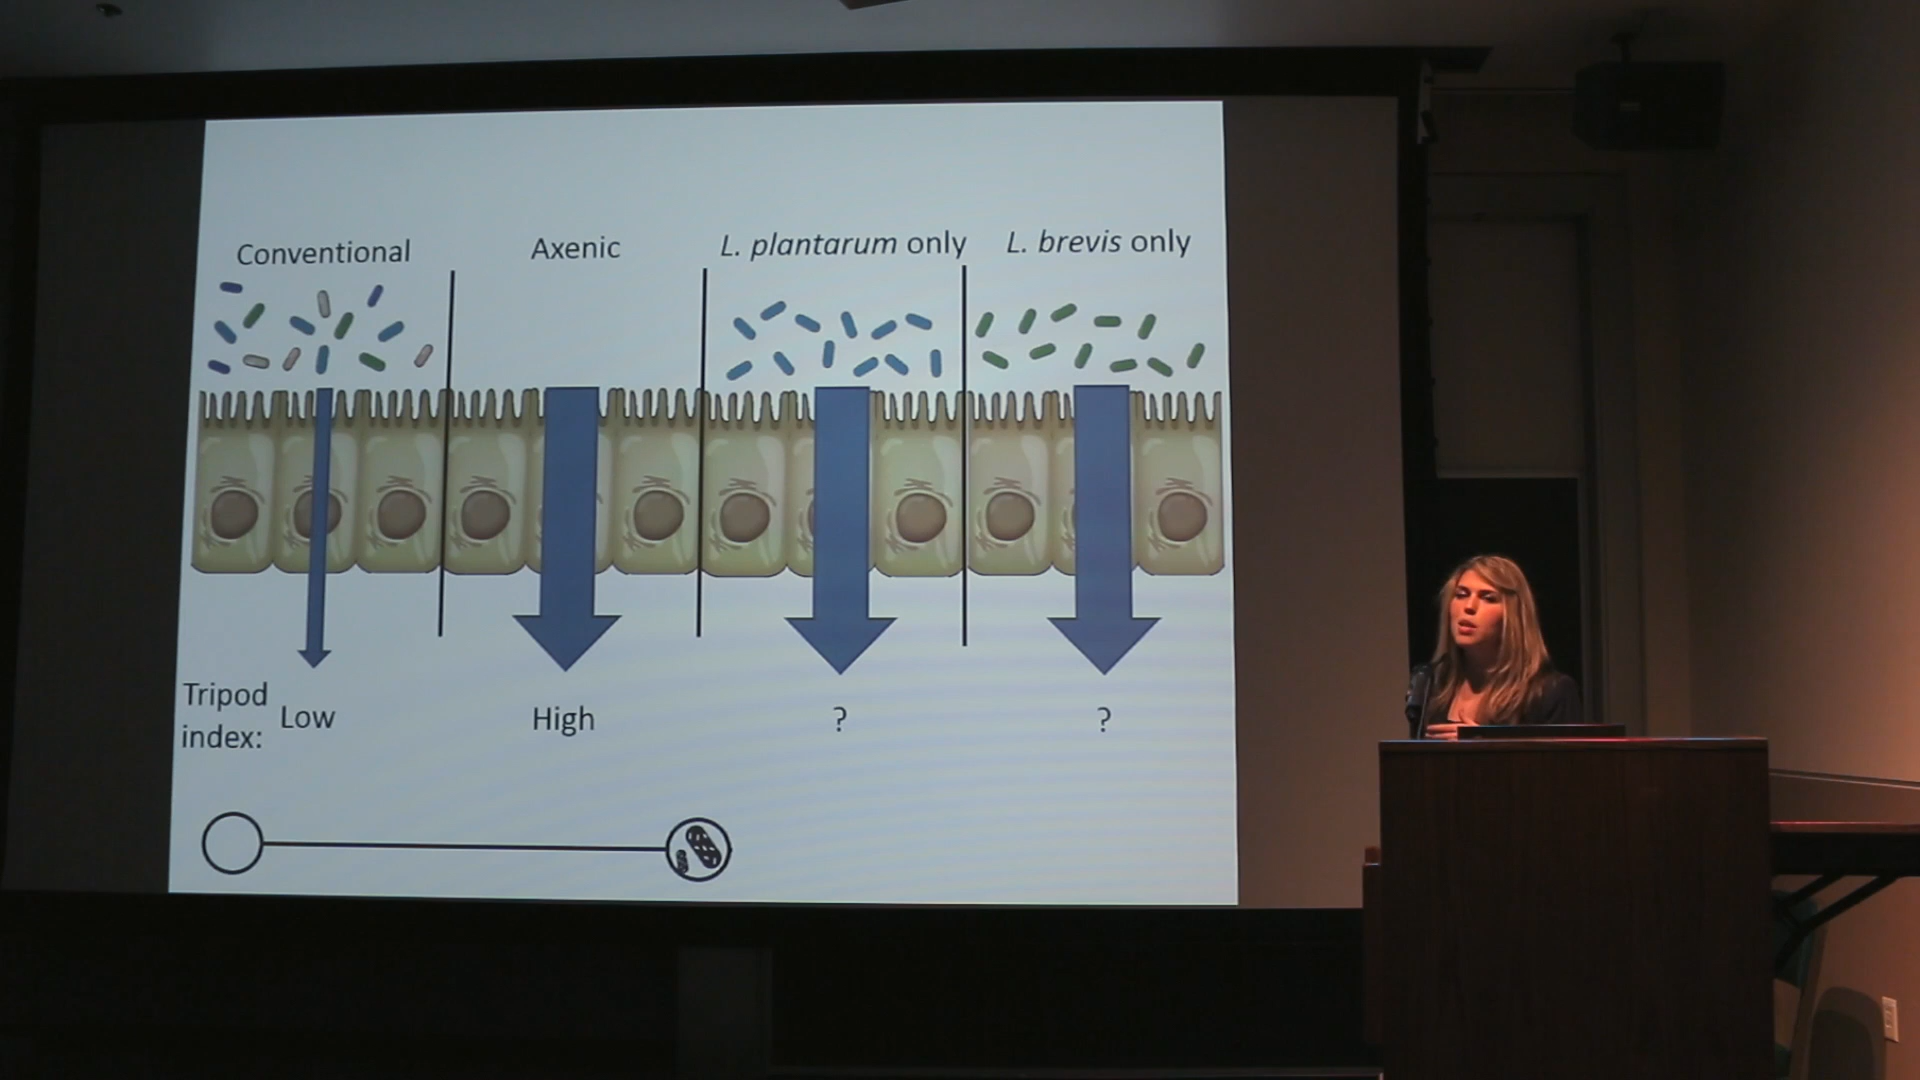 Conventional
Axenic
L. plantarum only
L. brevis only
Tripod
index:
Low
High
?
?